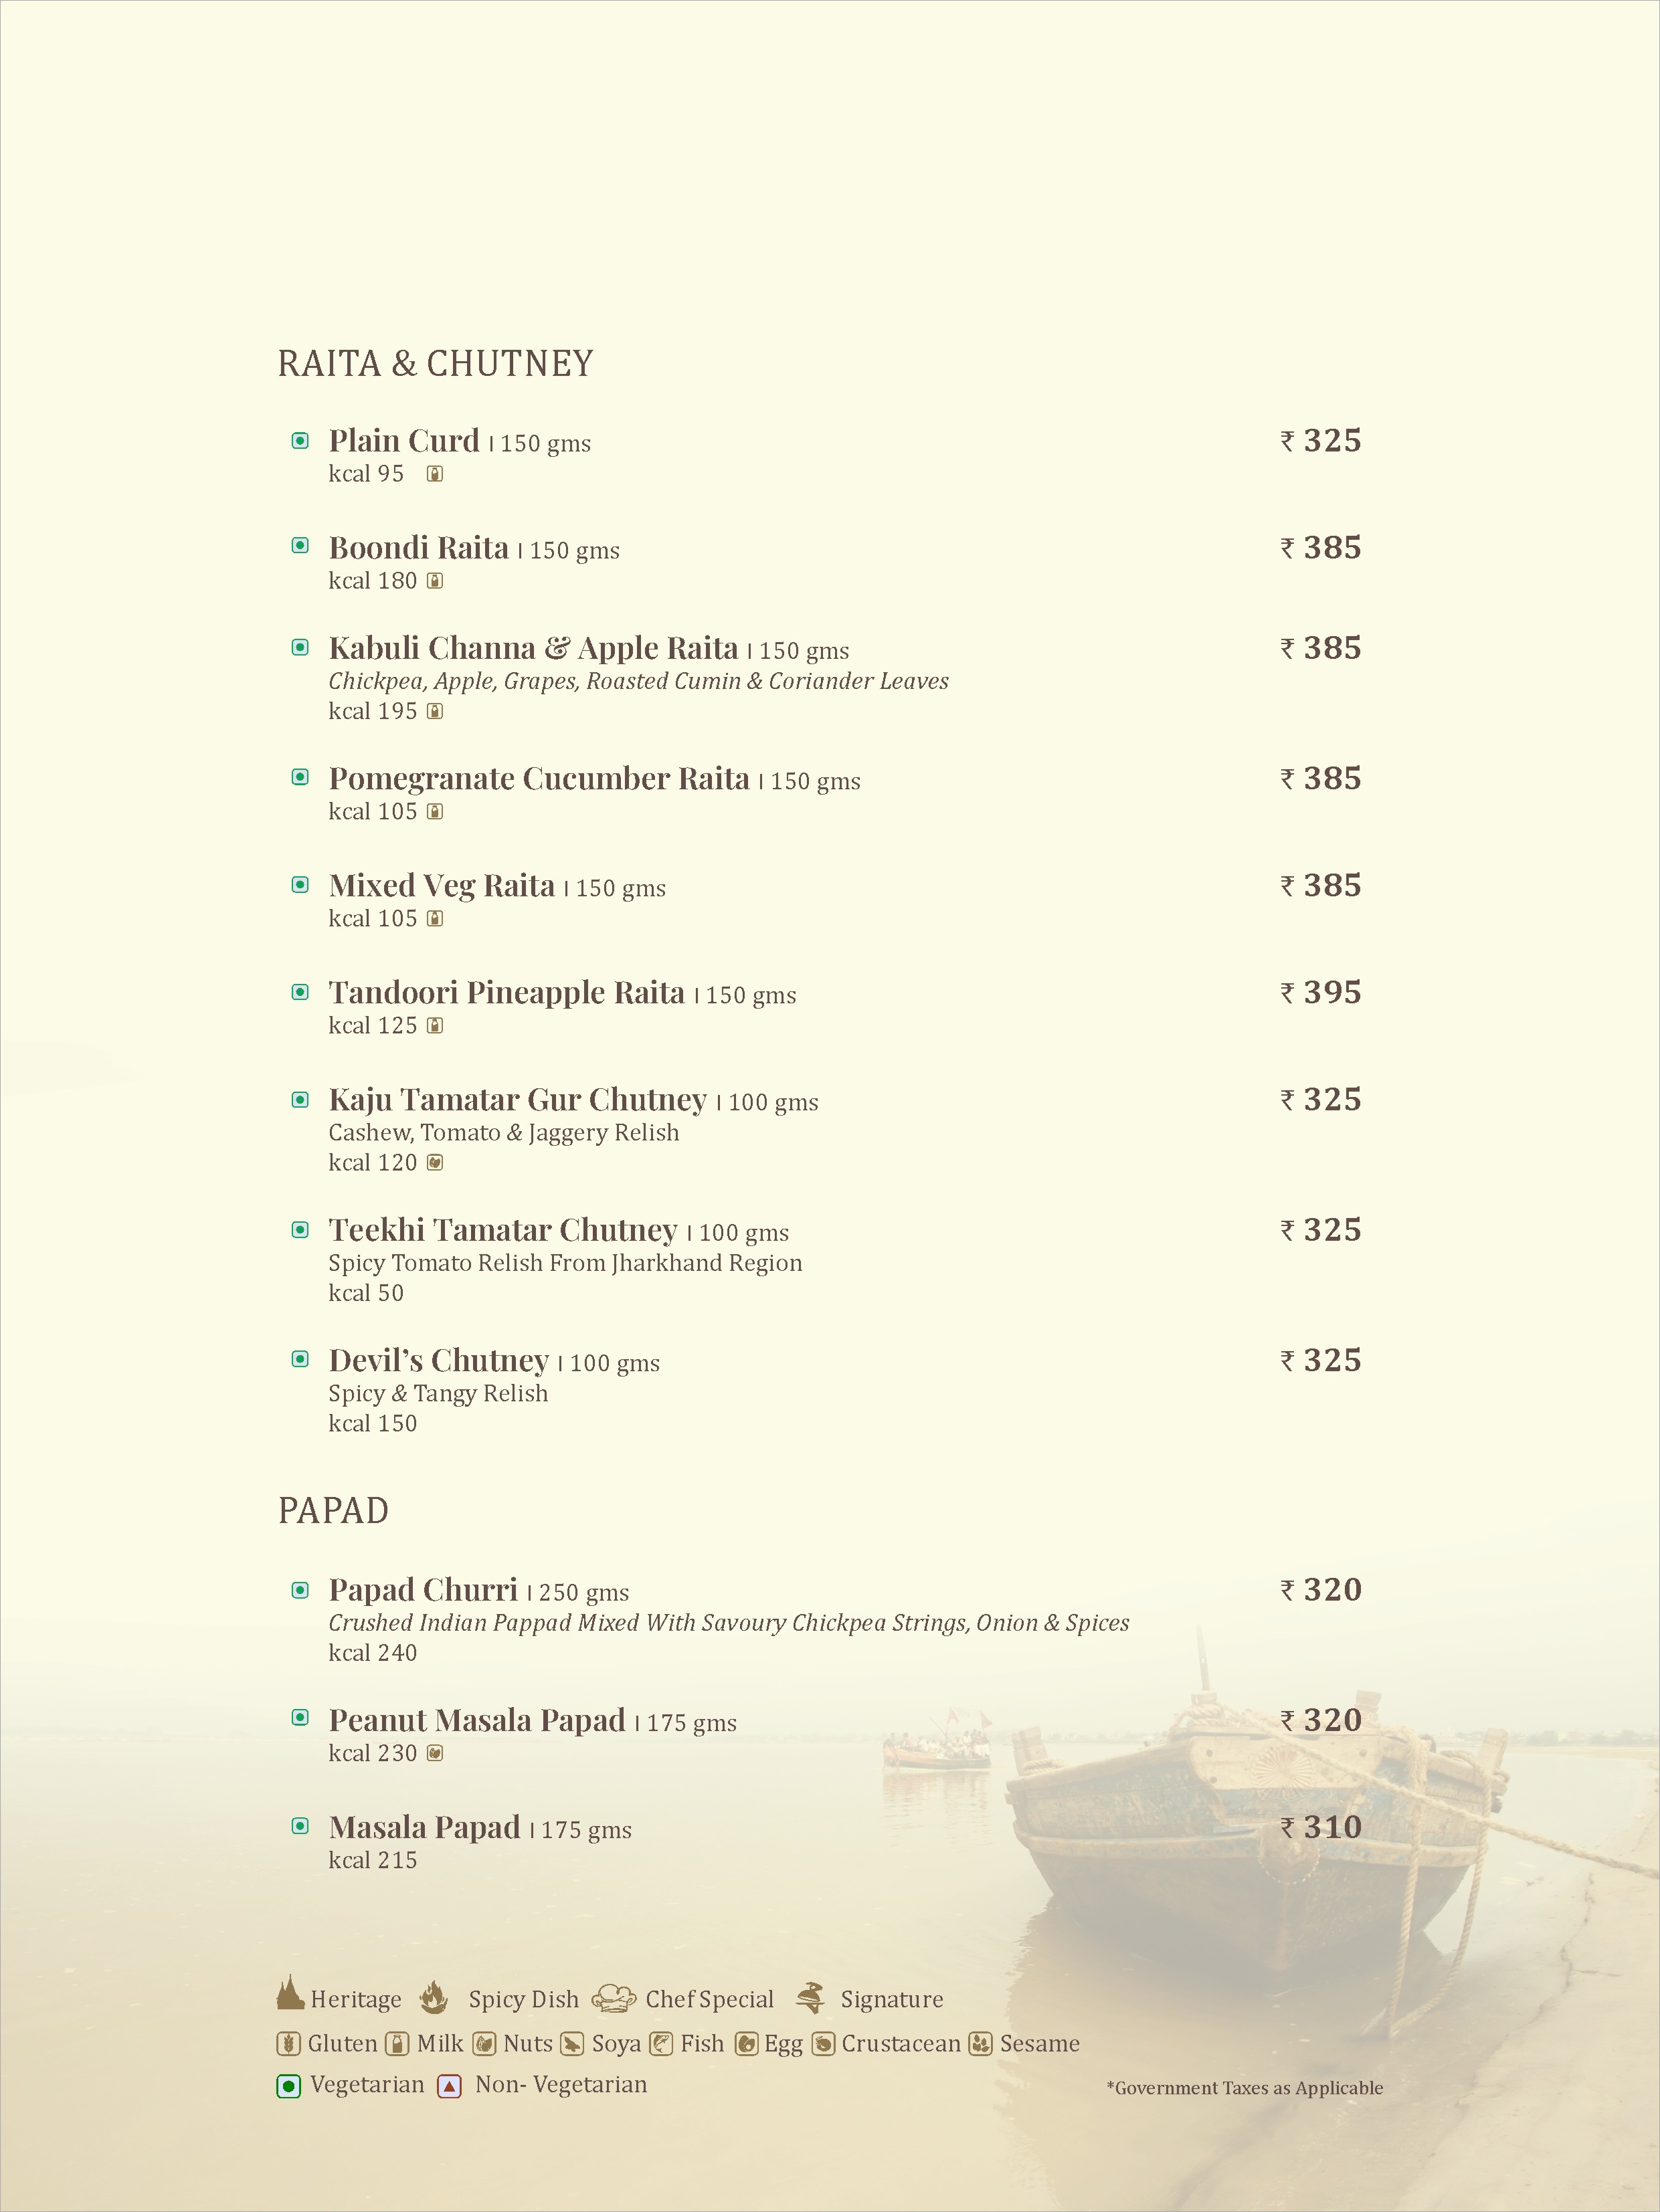 RAITA & CHUTNEY
Plain Curd I 150 gms ₹ 325
kcal 95
Boondi Raita I 150 gms ₹ 385
kcal 180
Kabuli Channa & Apple Raita I 150 gms ₹ 385
Chickpea, Apple, Grapes, Roasted Cumin & Coriander Leaves
kcal 195
Pomegranate Cucumber Raita I 150 gms ₹ 385
kcal 105
Mixed Veg Raita I 150 gms ₹ 385
kcal 105
Tandoori Pineapple Raita I 150 gms ₹ 395
kcal 125
Kaju Tamatar Gur Chutney I 100 gms ₹ 325
Cashew, Tomato & Jaggery Relish
kcal 120
Teekhi Tamatar Chutney I 100 gms ₹ 325
Spicy Tomato Relish From Jharkhand Region
kcal 50
Devil’s Chutney I 100 gms ₹ 325
Spicy & Tangy Relish
kcal 150
PAPAD
Papad Churri I 250 gms ₹ 320
Crushed Indian Pappad Mixed With Savoury Chickpea Strings, Onion & Spices
kcal 240
Peanut Masala Papad I 175 gms ₹ 320
kcal 230
Masala Papad I 175 gms ₹ 310
kcal 215
Heritage Spicy Dish Chef Special Signature
Gluten Milk Nuts Soya Fish Egg Crustacean Sesame
Vegetarian Non- Vegetarian *Government Taxes as Applicable